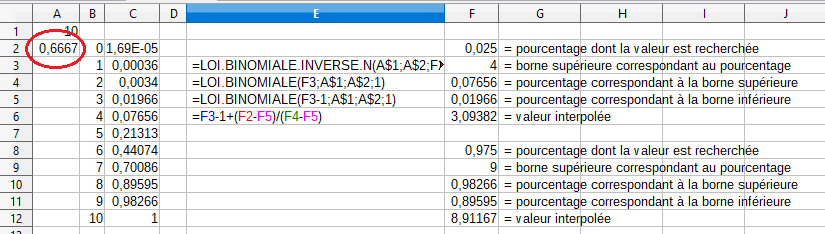 A B C D E F G H I J
1 10
2 0,6667 0 1,69E-05 0,025 = pourcentage dont la valeur est recherchée
3 1 0,00036 =LOI.BINOMIALE.INVERSE.N(A$1;A$2;F 4 = borne supérieure correspondant au pourcentage
4 2 0,0034 =LOI.BINOMIALE(F3;A$1;A$2;1) 0,07656 = pourcentage correspondant à la borne supérieure
5 3 0,01966 =LOI.BINOMIALE(F3-1;A$1;A$2;1) 0,01966 = pourcentage correspondant à la borne inférieure
6 4 0,07656 =F3-1+(F2-F5)/(F4-F5) 3,09382 = valeur interpolée
7 5 0,21313
8 6 0,44074 0,975 = pourcentage dont la valeur est recherchée
9 7 0,70086 9 = borne supérieure correspondant au pourcentage
10 8 0,89595 0,98266 = pourcentage correspondant à la borne supérieure
11 9 0,98266 0,89595 = pourcentage correspondant à la borne inférieure
12 10 1 8,91167 = valeur interpolée